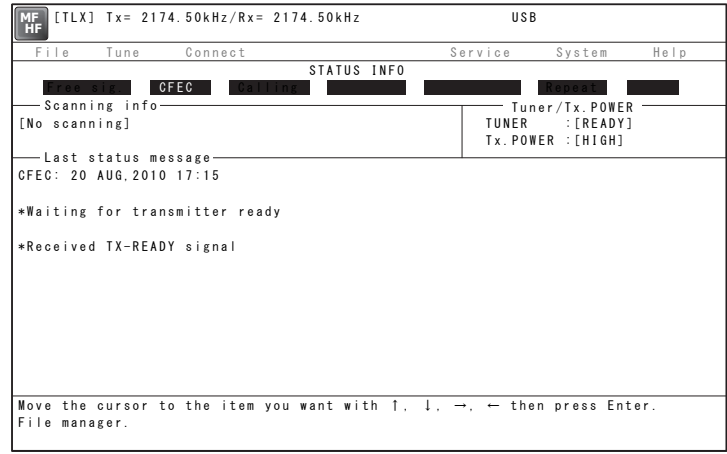 MF
HF
[TLX] Tx= 2174.50kHz/Rx= 2174.50kHz USB
File Tune Connect Service System Help
STATUS INFO
Free sig. CFEC Calling Repeat
Scanning info Tuner/Tx.POWER
[No scanning] TUNER :[READY]
Tx.POWER :[HIGH]
Last status message
CFEC: 20 AUG,2010 17:15
*Waiting for transmitter ready
*Received TX-READY signal
Move the cursor to the item you want with ↑, ↓, →, ← then press Enter.
File manager.